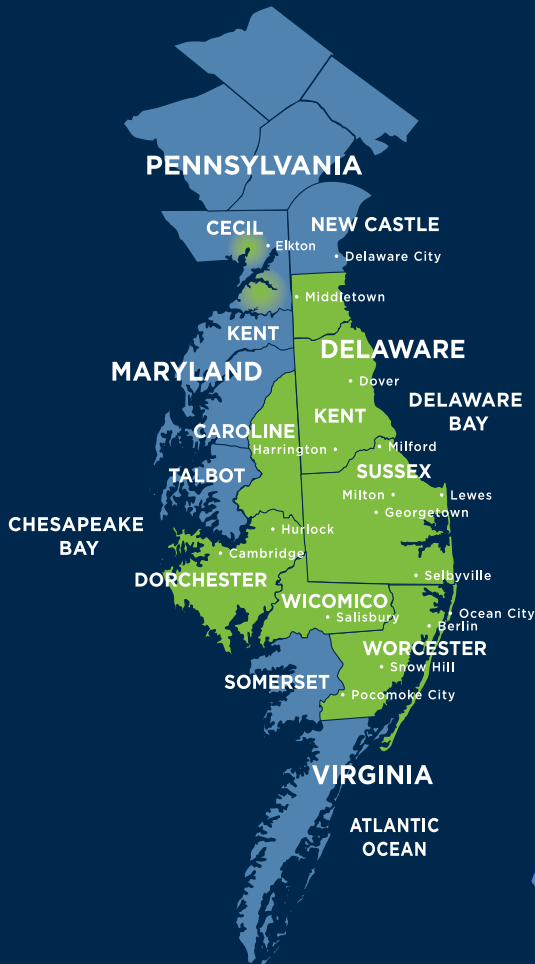 PENNSYLVANIA
CECIL
NEW CASTLE
Elkton
Delaware City
Middletown
KENT
DELAWARE
MARYLAND
Dover
DELAWARE
BAY
KENT
CAROLINE
Harrington
Milford
SUSSEX
TALBOT
Milton
Lewes
Georgetown
CHESAPEAKE
BAY
Hurlock
Cambridge
DORCHESTER
Selbyville
WICOMICO
Salisbury
Ocean City
Berlin
WORCESTER
Snow Hill
SOMERSET
Pocomoke City
VIRGINIA
ATLANTIC
OCEAN